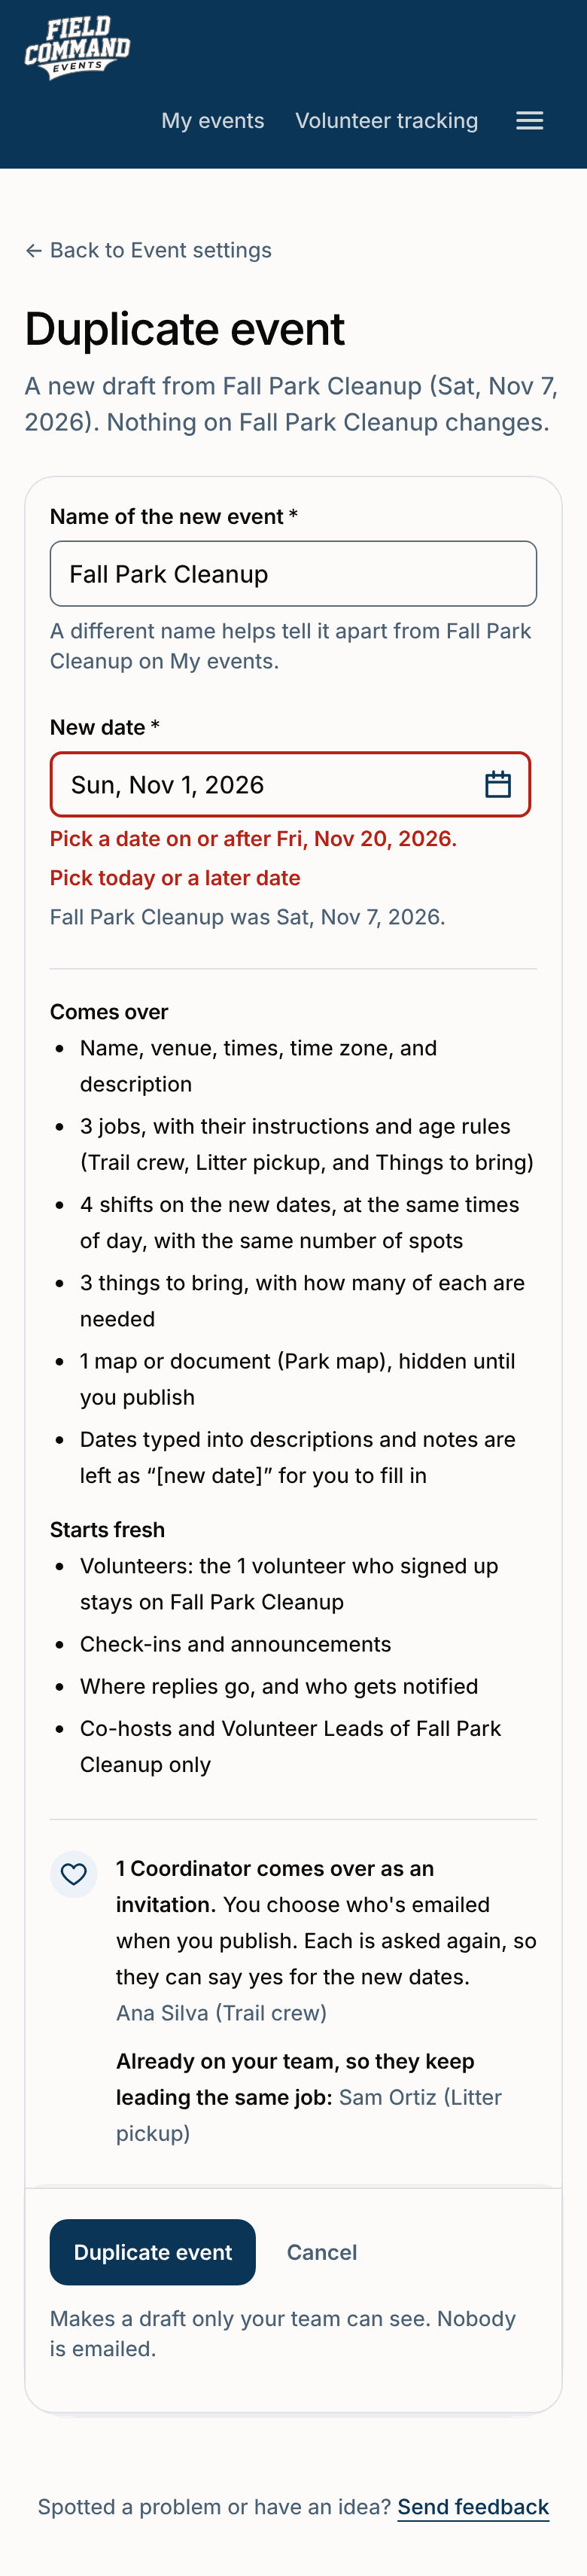 FIELD
COMMAND
EVENTS
My events Volunteer tracking
← Back to Event settings
Duplicate event
A new draft from Fall Park Cleanup (Sat, Nov 7,
2026). Nothing on Fall Park Cleanup changes.
Name of the new event *
Fall Park Cleanup
A different name helps tell it apart from Fall Park
Cleanup on My events.
New date *
Sun, Nov 1, 2026
Pick a date on or after Fri, Nov 20, 2026.
Pick today or a later date
Fall Park Cleanup was Sat, Nov 7, 2026.
Comes over
• Name, venue, times, time zone, and
description
• 3 jobs, with their instructions and age rules
(Trail crew, Litter pickup, and Things to bring)
• 4 shifts on the new dates, at the same times
of day, with the same number of spots
• 3 things to bring, with how many of each are
needed
• 1 map or document (Park map), hidden until
you publish
• Dates typed into descriptions and notes are
left as “[new date]” for you to fill in
Starts fresh
• Volunteers: the 1 volunteer who signed up
stays on Fall Park Cleanup
• Check-ins and announcements
• Where replies go, and who gets notified
• Co-hosts and Volunteer Leads of Fall Park
Cleanup only
1 Coordinator comes over as an
invitation. You choose who's emailed
when you publish. Each is asked again, so
they can say yes for the new dates.
Ana Silva (Trail crew)
Already on your team, so they keep
leading the same job: Sam Ortiz (Litter
pickup)
Duplicate event Cancel
Makes a draft only your team can see. Nobody
is emailed.
Spotted a problem or have an idea? Send feedback